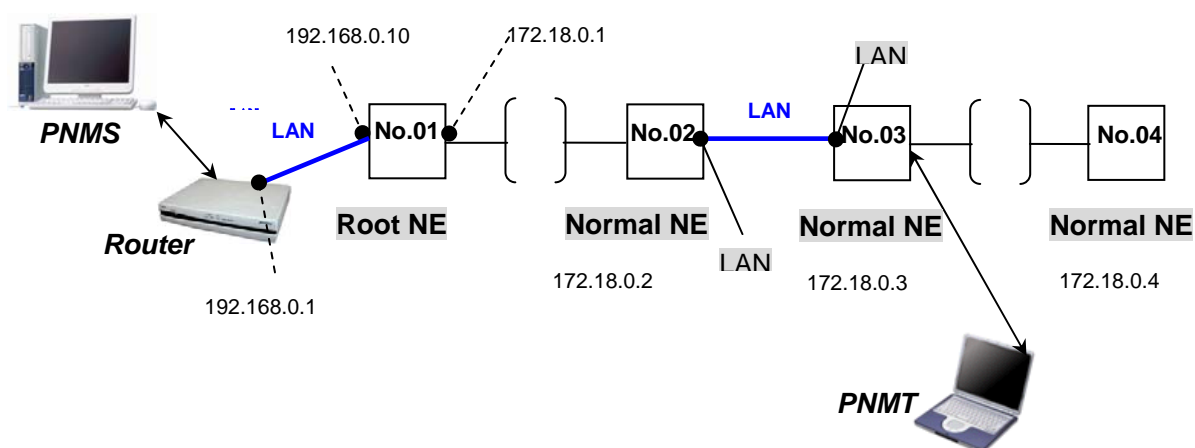 192.168.0.10
172.18.0.1
LAN
PNMS
LAN
LAN
No.01
No.02
No.03
No.04
Router
Root NE
Normal NE
LAN
Normal NE
Normal NE
192.168.0.1
172.18.0.2
172.18.0.3
172.18.0.4
PNMT